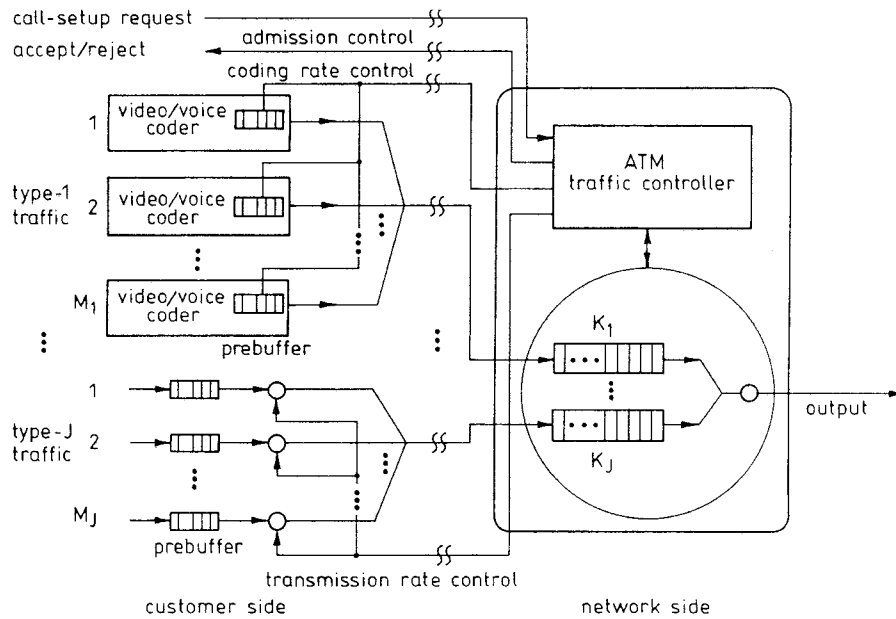 call-setup request
accept/reject
admission control
coding rate control
1
video/voice
coder
type-1
traffic
2
video/voice
coder
M1
video/voice
coder
prebuffer
ATM
traffic controller
K1
KJ
output
1
type-J
traffic
2
MJ
prebuffer
transmission rate control
customer side
network side